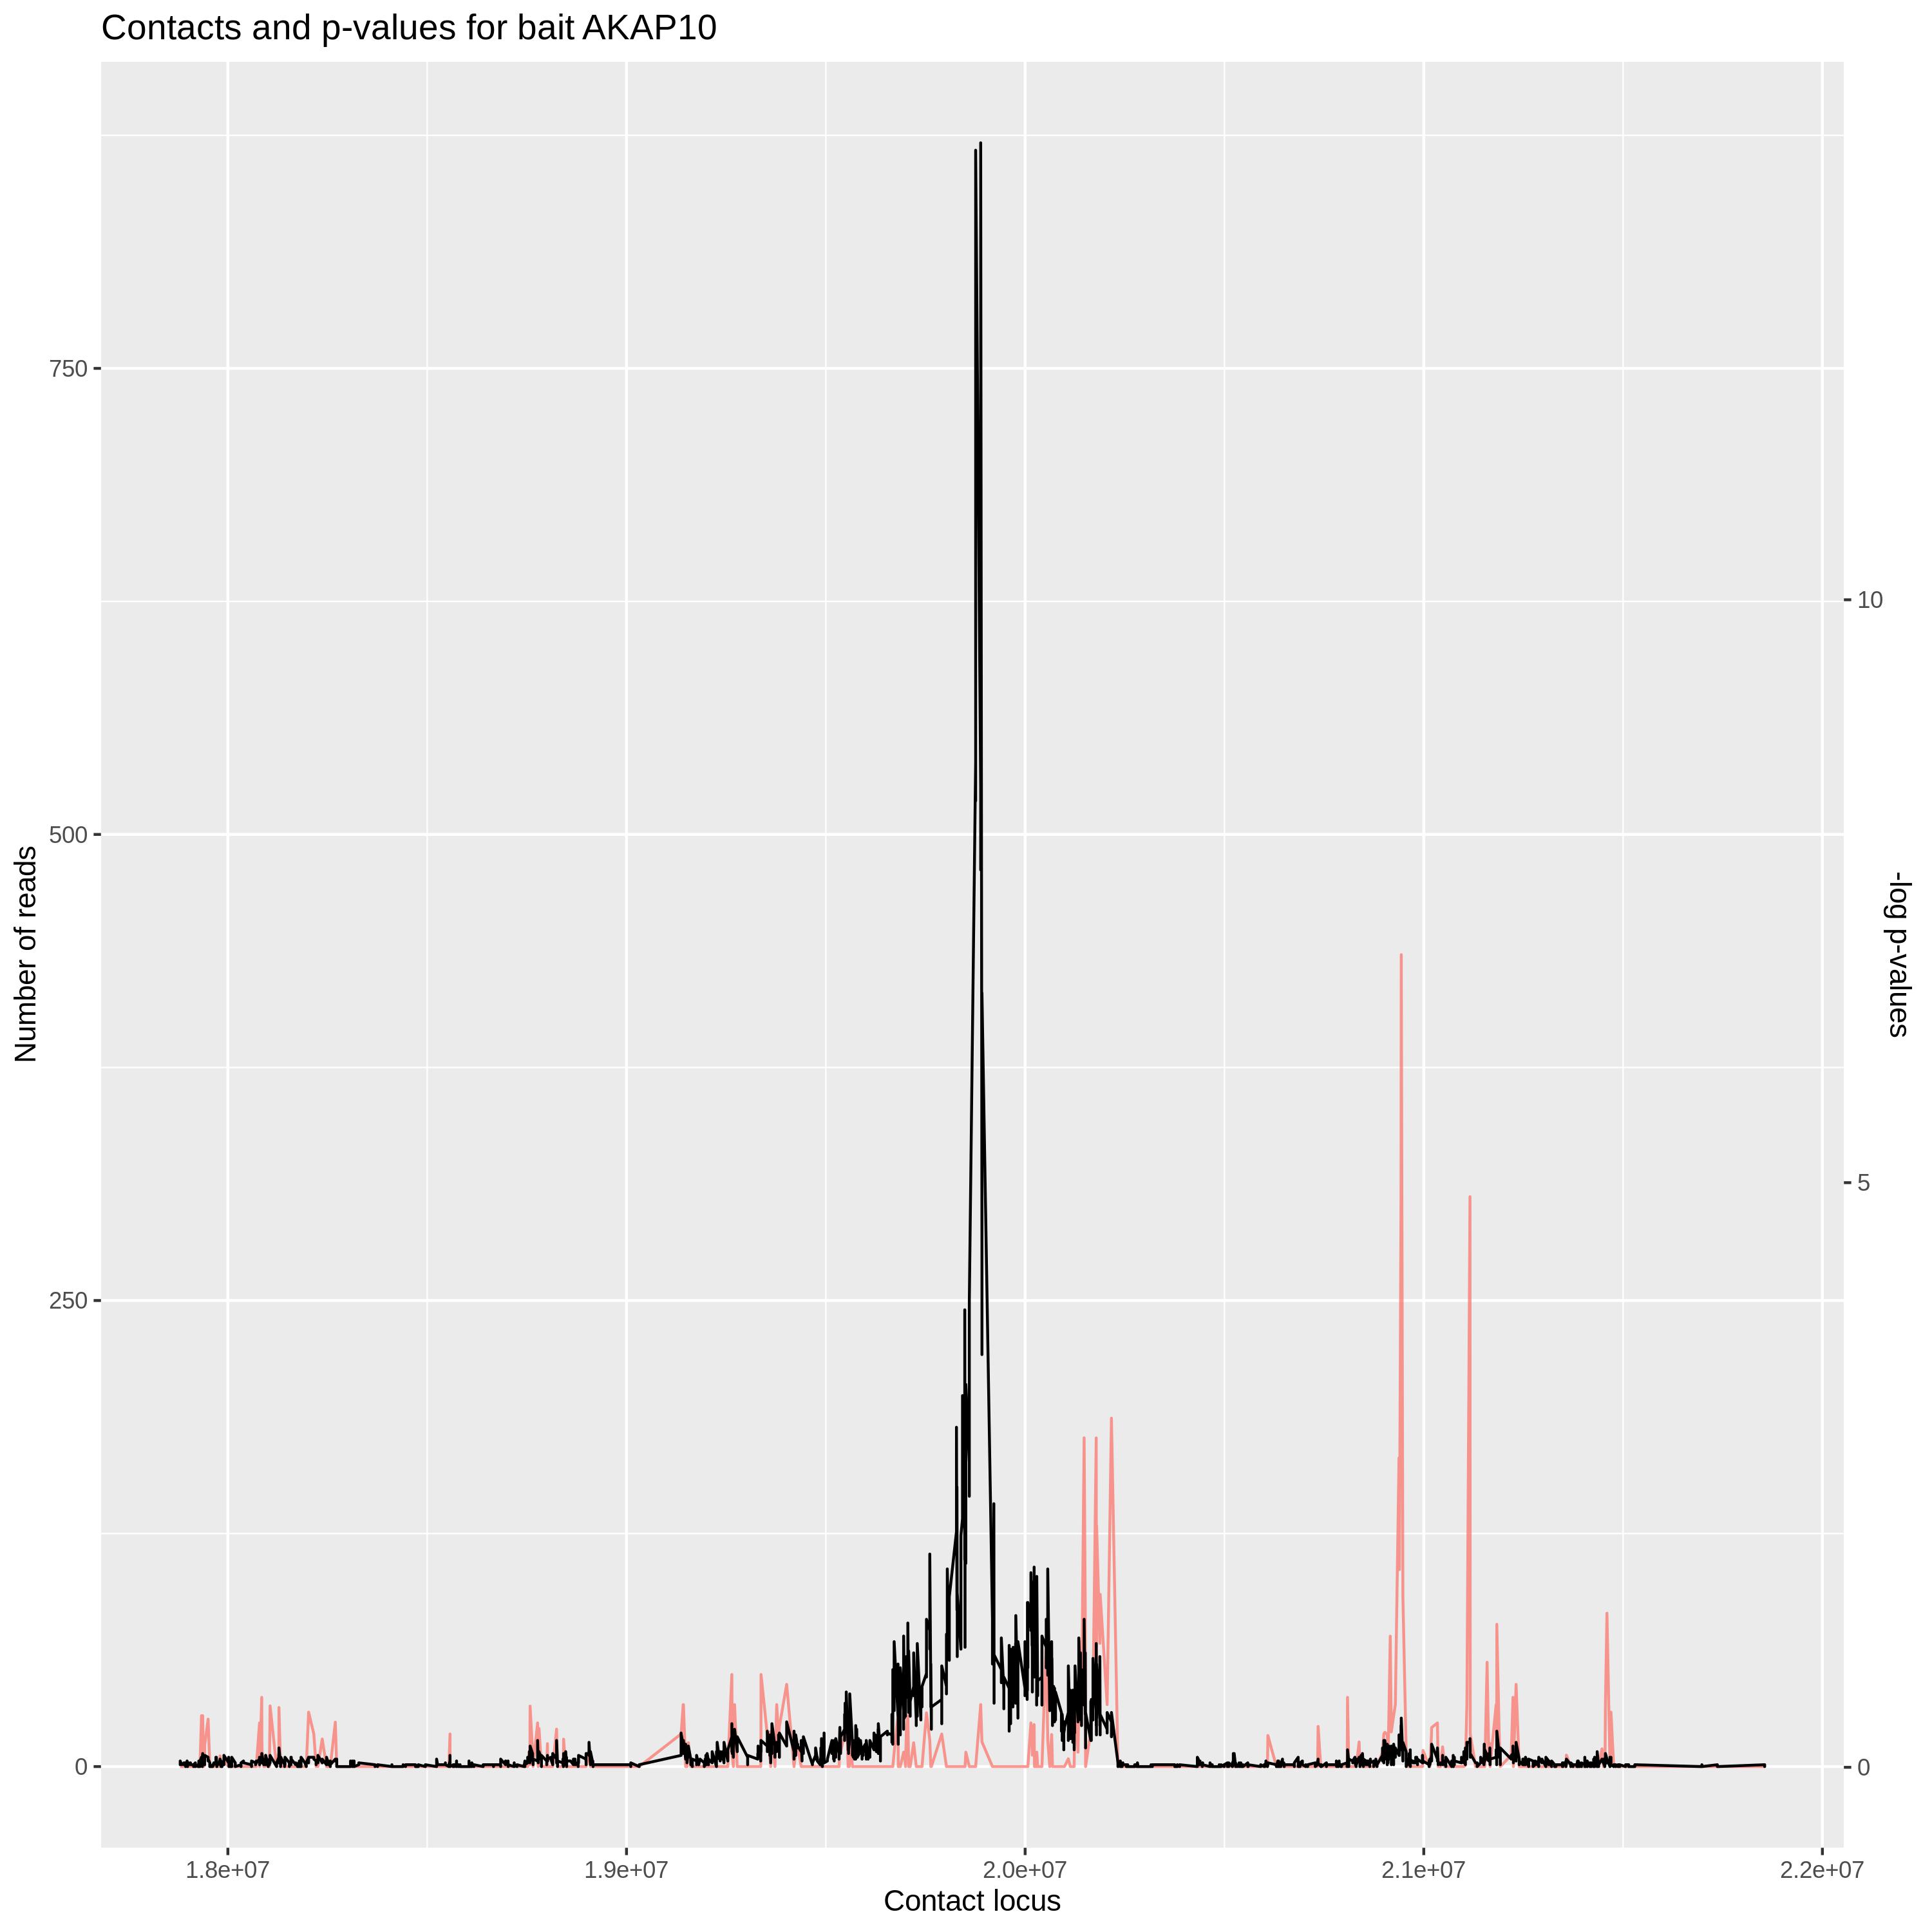 Contacts and p-values for bait AKAP10
750
500
250
0
Number of reads
10
5
0
-log p-values
1.8e+07 1.9e+07 2.0e+07 2.1e+07 2.2e+07
Contact locus